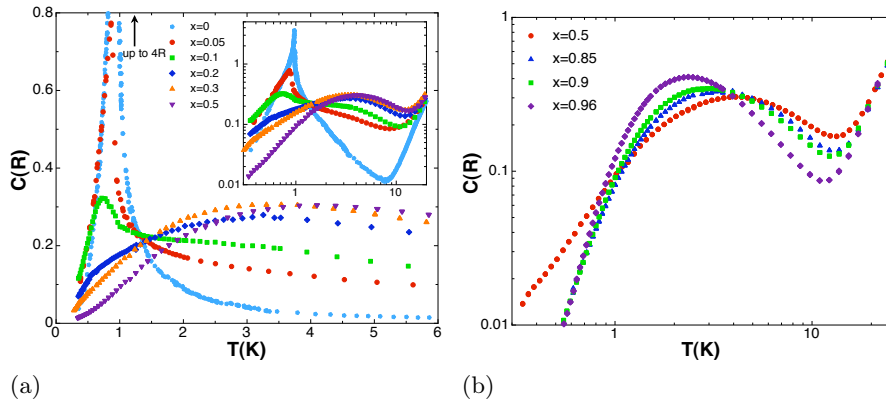 0.8
0.6
0.4
0.2
0
C(R)
0 1 2 3 4 5 6
T(K)
up to 4R
x=0
x=0.05
x=0.1
x=0.2
x=0.3
x=0.5
1
0.1
0.01
1 10
(a)
x=0.5
x=0.85
x=0.9
x=0.96
1
0.1
0.01
C(R)
1 10
T(K)
(b)